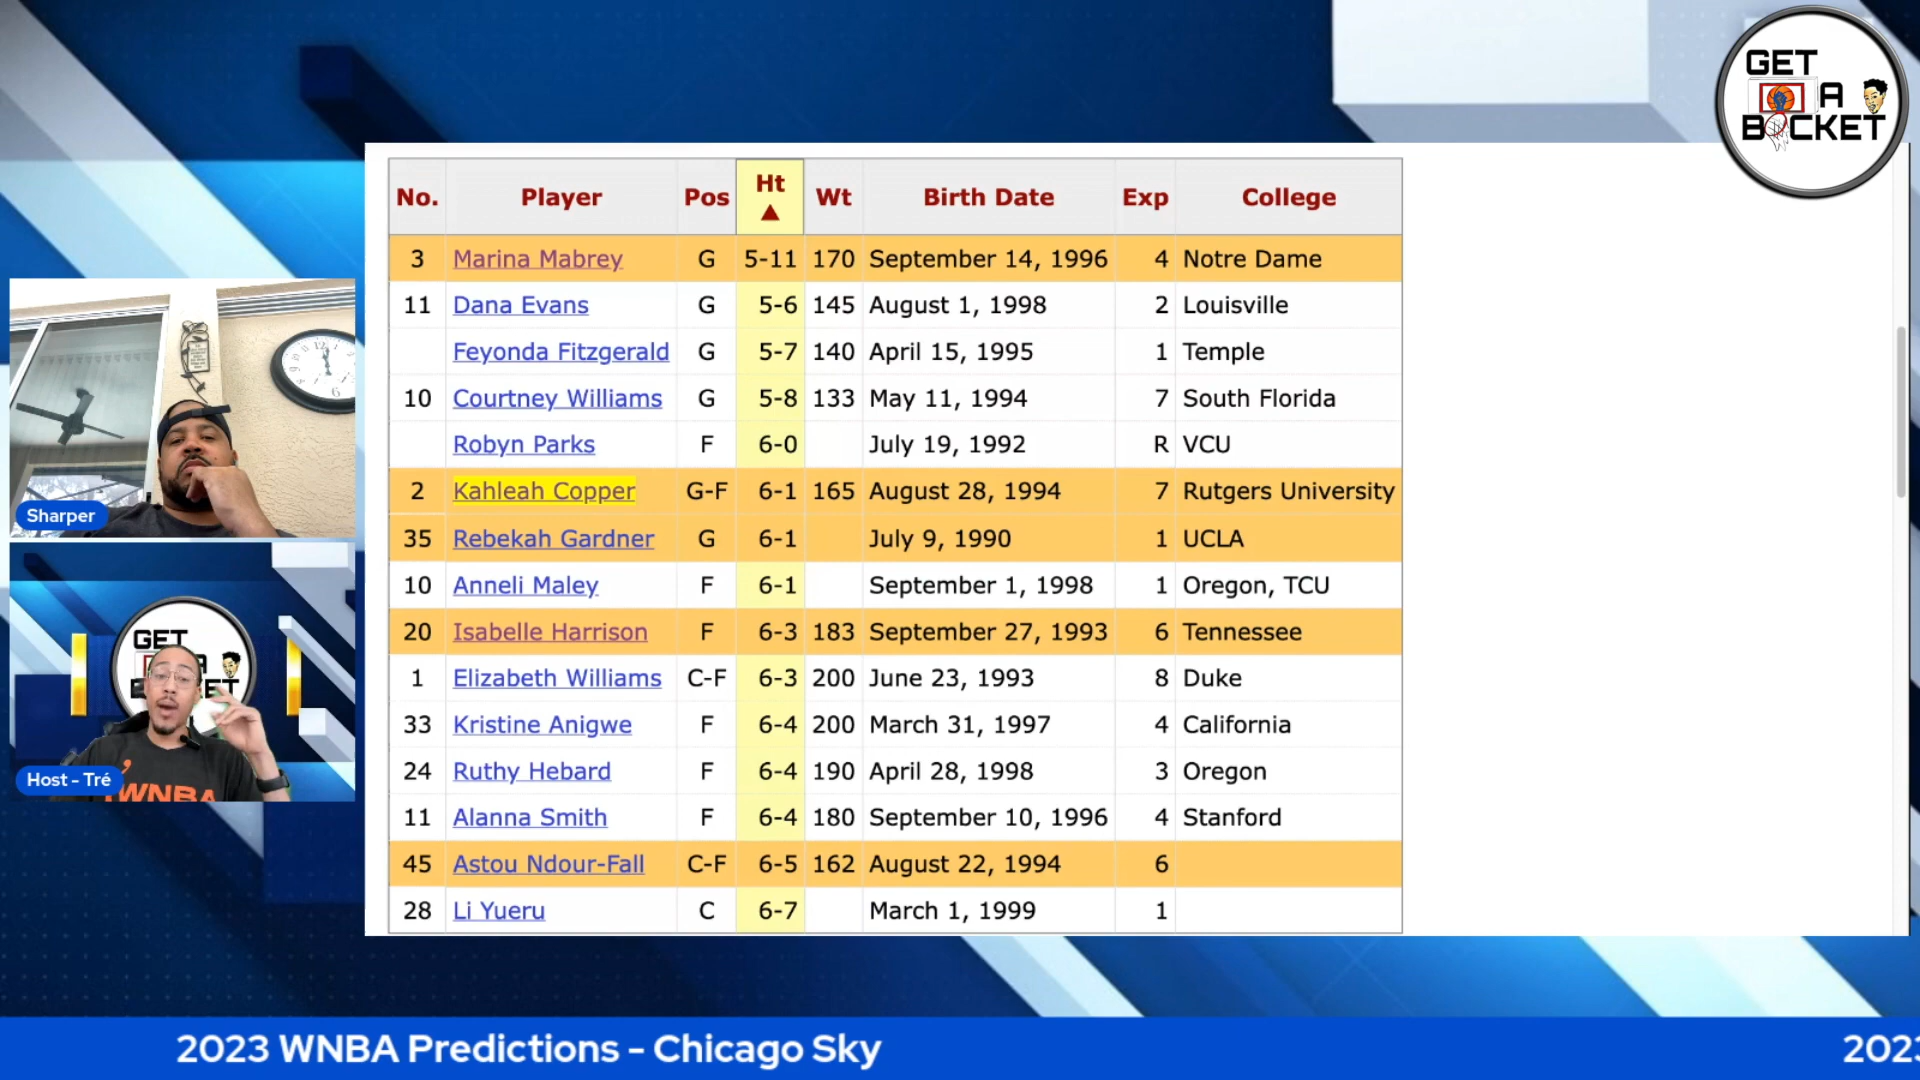 GET
A
BUCKET
No. Player Pos Ht ▲ Wt Birth Date Exp College
3 Marina Mabrey G 5-11 170 September 14, 1996 4 Notre Dame
11 Dana Evans G 5-6 145 August 1, 1998 2 Louisville
Feyonda Fitzgerald G 5-7 140 April 15, 1995 1 Temple
10 Courtney Williams G 5-8 133 May 11, 1994 7 South Florida
Robyn Parks F 6-0 July 19, 1992 R VCU
2 Kahleah Copper G-F 6-1 165 August 28, 1994 7 Rutgers University
35 Rebekah Gardner G 6-1 July 9, 1990 1 UCLA
10 Anneli Maley F 6-1 September 1, 1998 1 Oregon, TCU
20 Isabelle Harrison F 6-3 183 September 27, 1993 6 Tennessee
1 Elizabeth Williams C-F 6-3 200 June 23, 1993 8 Duke
33 Kristine Anigwe F 6-4 200 March 31, 1997 4 California
24 Ruthy Hebard F 6-4 190 April 28, 1998 3 Oregon
11 Alanna Smith F 6-4 180 September 10, 1996 4 Stanford
45 Astou Ndour-Fall C-F 6-5 162 August 22, 1994 6
28 Li Yueru C 6-7 March 1, 1999 1
Sharper
GET
Host - Tré
WNBA
2023 WNBA Predictions - Chicago Sky